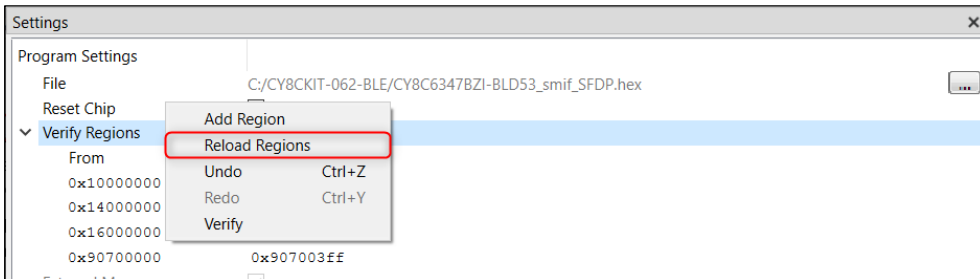 Settings
Program Settings
File C:/CY8CKIT-062-BLE/CY8C6347BZI-BLD53_smif_SFDP.hex ...
Reset Chip
Add Region
Verify Regions
Reload Regions
From
Undo Ctrl+Z
0x10000000
Redo Ctrl+Y
0x14000000
Verify
0x16000000
0x90700000 0x907003ff